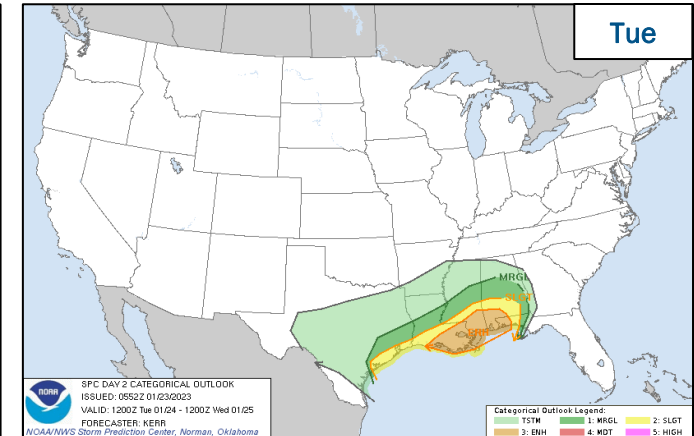 Tue
MRGL
SPC DAY 2 CATEGORICAL OUTLOOK
ISSUED: 0552Z 01/23/2023
VALID: 1200Z Tue 01/24 - 1200Z Wed 01/25
FORECASTER: KERR
NOAA/NWS Storm Prediction Center, Norman, Oklahoma
NOAA
Categorical Outlook Legend:
TSTM 1: MRGL 2: SLGT
3: ENH 4: MDT 5: HIGH